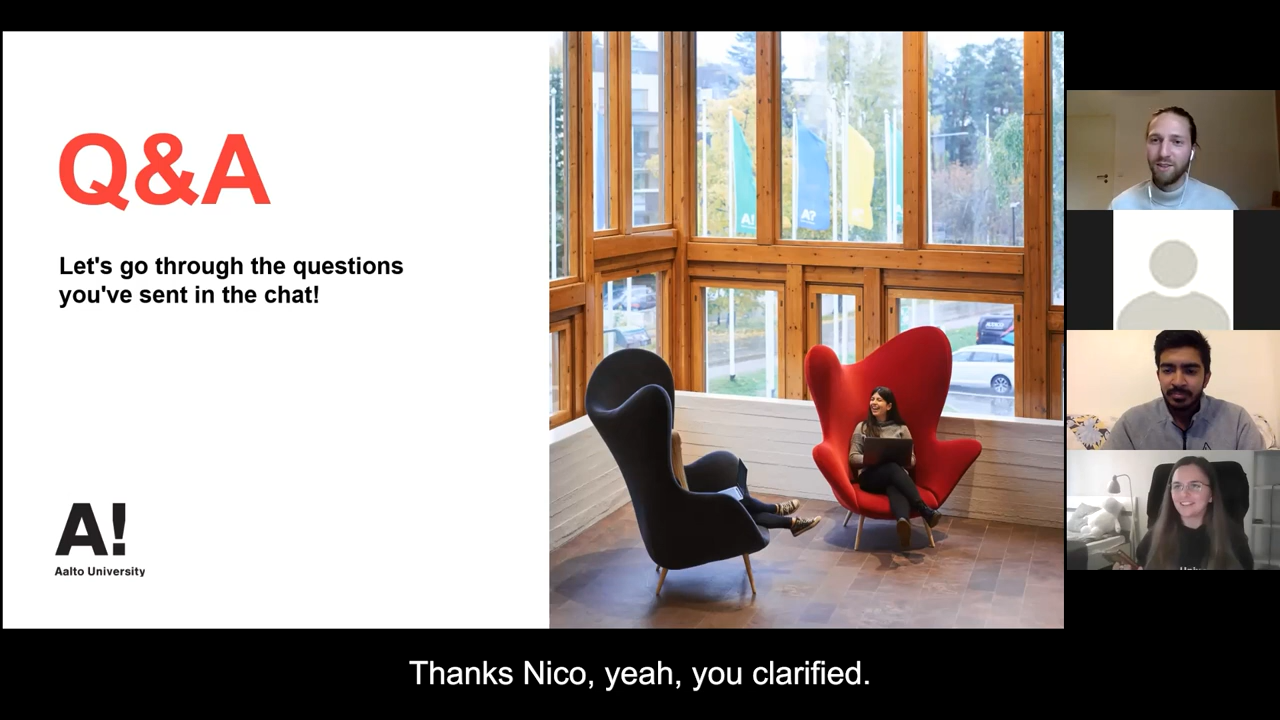 Q&A
Let's go through the questions
you've sent in the chat!
A!
Aalto University
A!
A?
Thanks Nico, yeah, you clarified.